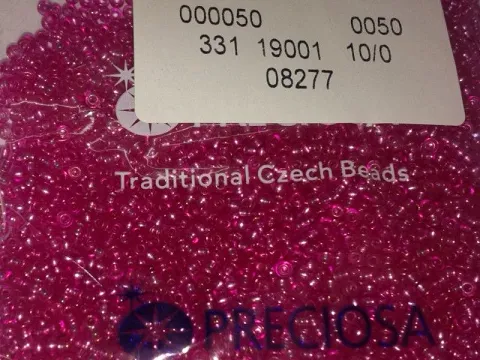 000050 0050
331 19001 10/0
08277
Traditional Czech Beads
PRECIOSA